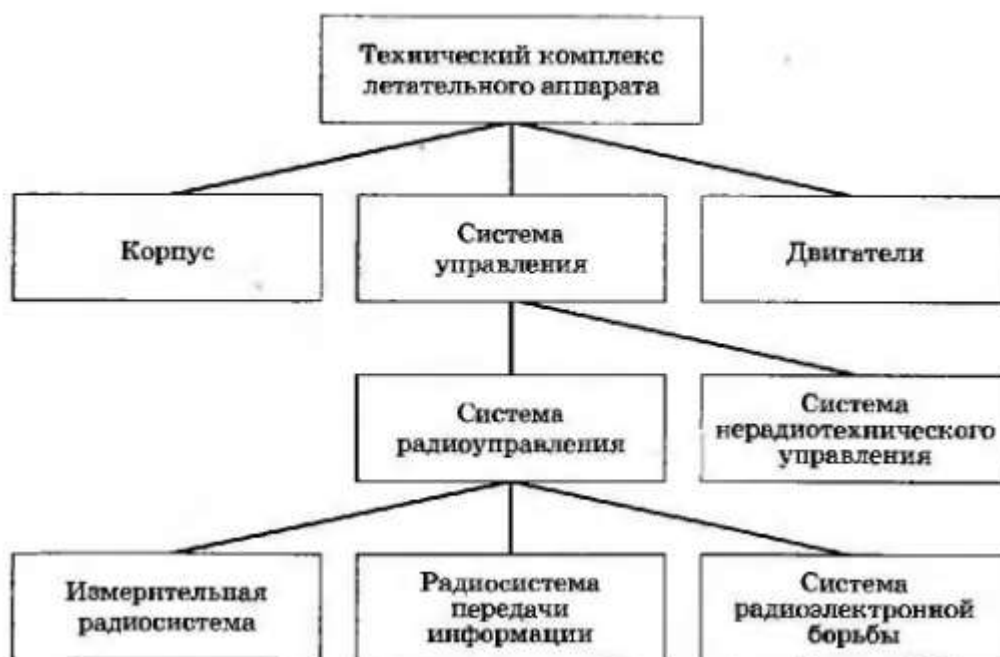 Технический комплекс
летательного аппарата
Корпус
Система
управления
Двигатели
Система
радиоуправления
Система
нерадиотехнического
управления
Измерительная
радиосистема
Радиосистема
передачи
информации
Система
радиоэлектронной
борьбы